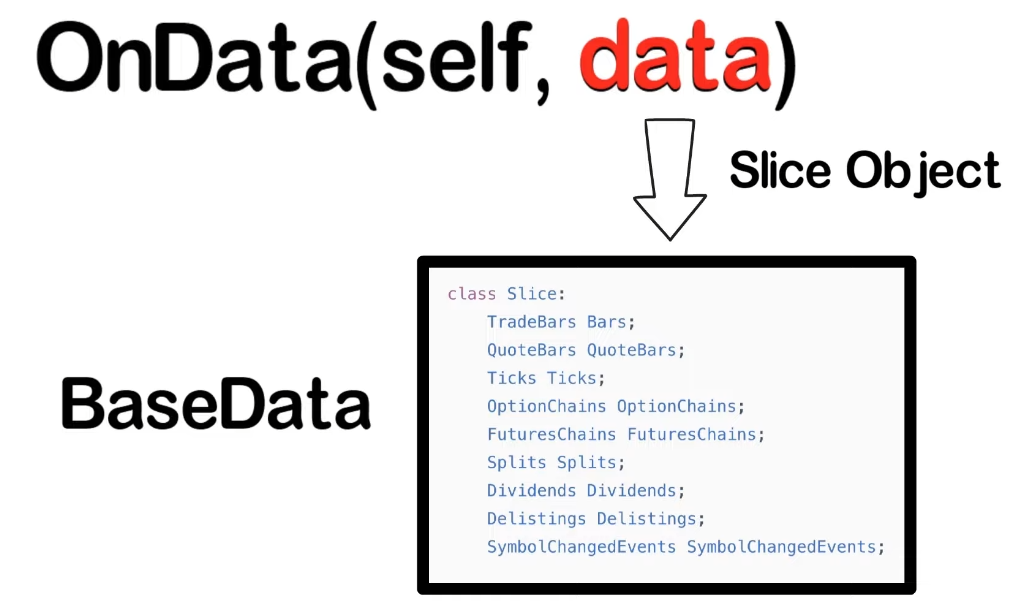 OnData(self, data)
Slice Object
BaseData
class Slice:
TradeBars Bars;
QuoteBars QuoteBars;
Ticks Ticks;
OptionChains OptionChains;
FuturesChains FuturesChains;
Splits Splits;
Dividends Dividends;
Delistings Delistings;
SymbolChangedEvents SymbolChangedEvents;